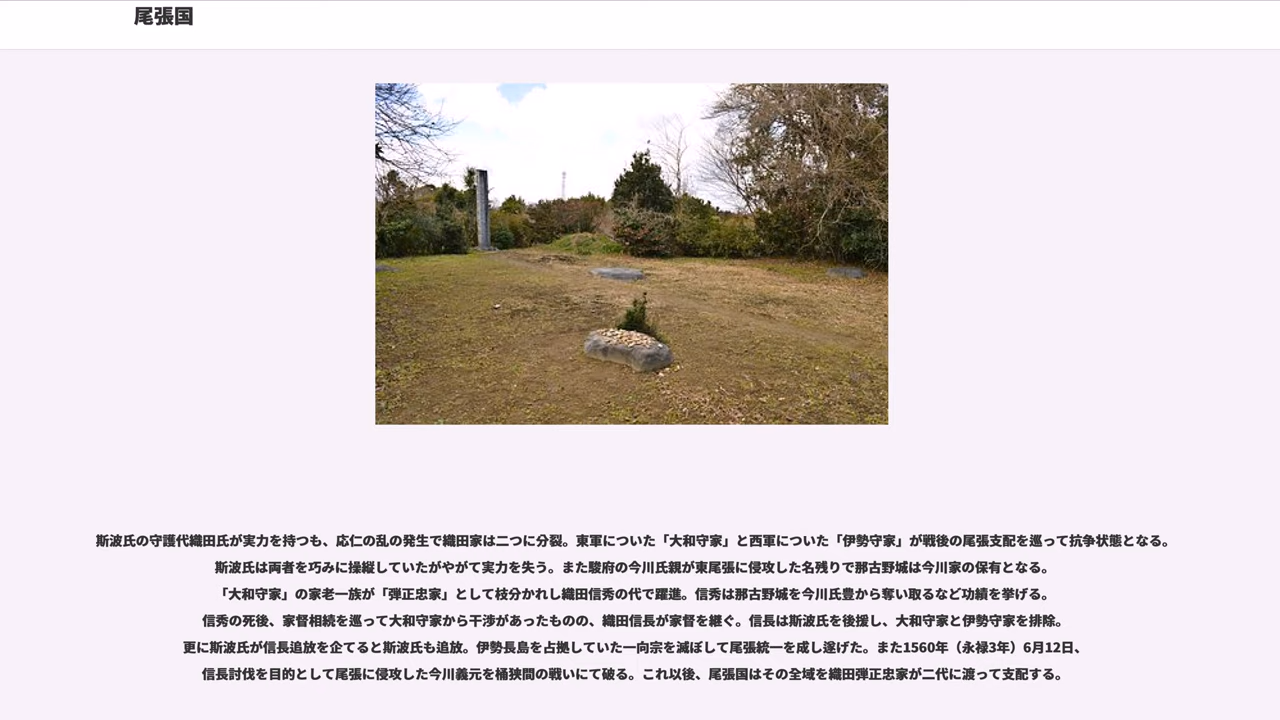 尾張国
斯波氏の守護代織田氏が実力を持つも、応仁の乱の発生で織田家は二つに分裂。東軍についた「大和守家」と西軍についた「伊勢守家」が戦後の尾張支配を巡って抗争状態となる。
斯波氏は両者を巧みに操縦していたがやがて実力を失う。また駿府の今川氏親が東尾張に侵攻した名残りで那古野城は今川家の保有となる。
「大和守家」の家老一族が「弾正忠家」として枝分かれし織田信秀の代で躍進。信秀は那古野城を今川氏豊から奪い取るなど功績を挙げる。
信秀の死後、家督相続を巡って大和守家から干渉があったものの、織田信長が家督を継ぐ。信長は斯波氏を後援し、大和守家と伊勢守家を排除。
更に斯波氏が信長追放を企てると斯波氏も追放。伊勢長島を占拠していた一向宗を滅ぼして尾張統一を成し遂げた。また1560年（永禄3年）6月12日、
信長討伐を目的として尾張に侵攻した今川義元を桶狭間の戦いにて破る。これ以後、尾張国はその全域を織田弾正忠家が二代に渡って支配する。